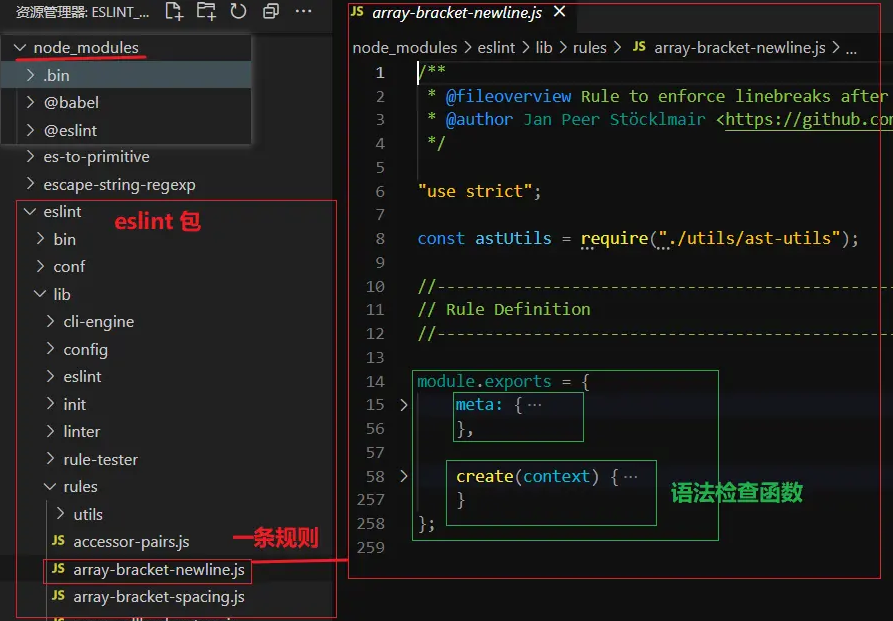 资源管理器: ESLINT_...
node_modules
.bin
@babel
@eslint
es-to-primitive
escape-string-regexp
eslint
eslint 包
bin
conf
lib
cli-engine
config
eslint
init
linter
rule-tester
rules
utils
JS accessor-pairs.js
一条规则
JS array-bracket-newline.js
JS array-bracket-spacing.js
JS array-bracket-newline.js
node_modules > eslint > lib > rules > JS array-bracket-newline.js > ...
1 /**
2 * @fileoverview Rule to enforce linebreaks after
3 * @author Jan Peer Stöcklmair <https://github.co
4 */
5
6 "use strict";
7
8 const astUtils = require("./utils/ast-utils");
9
10 //------------------------------------------------
11 // Rule Definition
12 //------------------------------------------------
13
14 module.exports = {
15 meta: {...
56 },
57
58 create(context) {...
257 }
语法检查函数
258 };
259